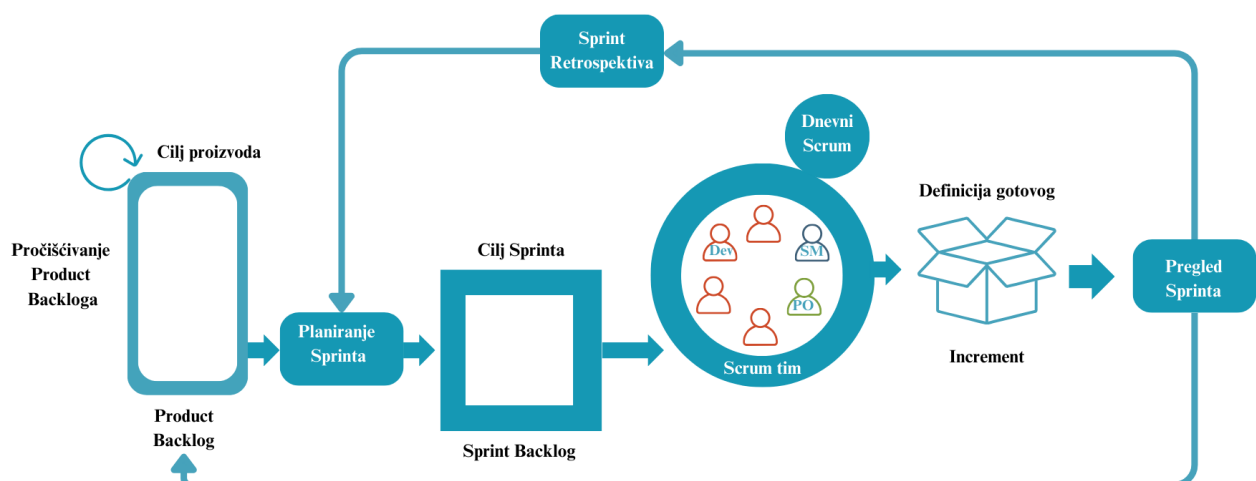 Sprint
Retrospektiva
Dnevni
Scrum
Cilj proizvoda
Pročišćivanje
Product
Backloga
Product
Backlog
Planiranje
Sprinta
Cilj Sprinta
Sprint Backlog
Dev
SM
PO
Scrum tim
Definicija gotovog
Increment
Pregled
Sprinta